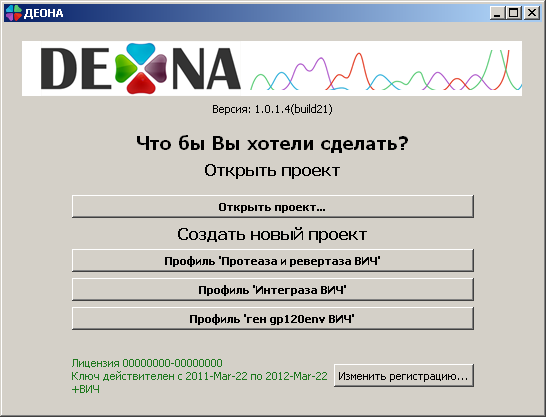 ДЕОНА
DEONA
Версия: 1.0.1.4(build21)
Что бы Вы хотели сделать?
Открыть проект
Открыть проект...
Создать новый проект
Профиль 'Протеаза и ревертаза ВИЧ'
Профиль 'Интеграза ВИЧ'
Профиль 'ген gp120env ВИЧ'
Лицензия 00000000-00000000
Ключ действителен с 2011-Mar-22 по 2012-Mar-22
+ВИЧ
Изменить регистрацию...